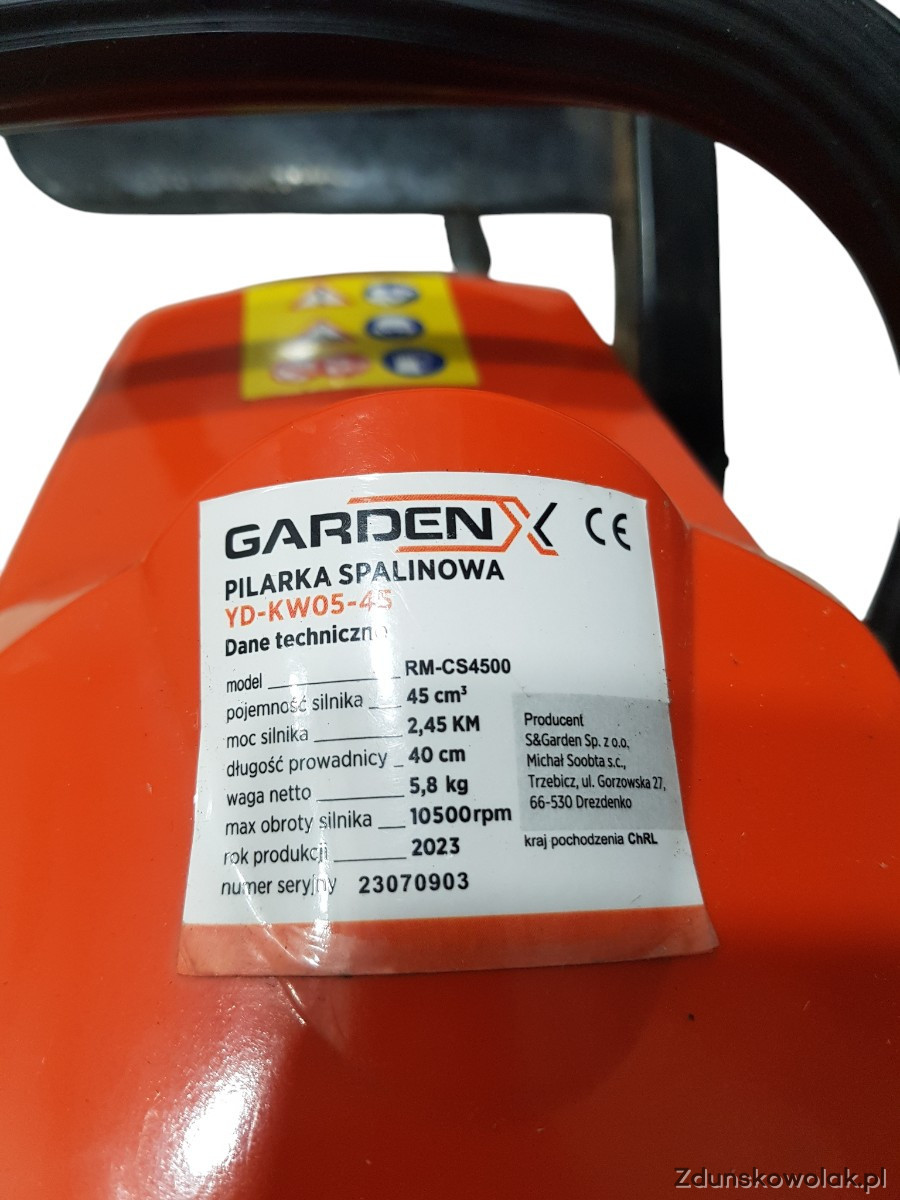 GARDEN X CE
PILARKA SPALINOWA
YD-KW05-45
Dane techniczne
model RM-CS4500
pojemność silnika 45 cm³
moc silnika 2,45 KM
długość prowadnicy 40 cm
waga netto 5,8 kg
max obroty silnika 10500rpm
rok produkcji 2023
numer seryjny 23070903
Producent
S&Garden Sp. z o.o.
Michał Soobta s.c.,
Trzebicz, ul. Gorzowska 27,
66-530 Drezdenko
kraj pochodzenia ChRL
Zdunskowolak.pl